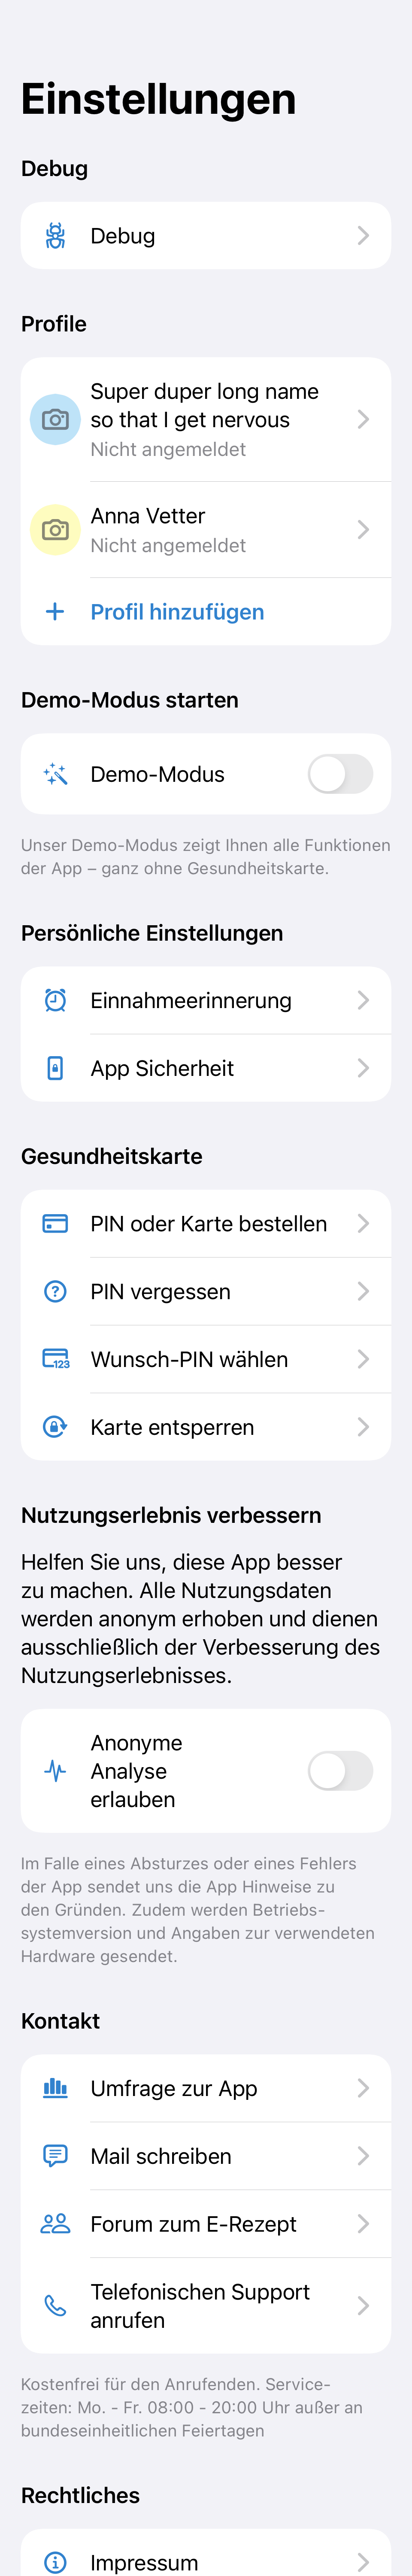 Einstellungen
Debug
Debug
Profile
Super duper long name
so that I get nervous
Nicht angemeldet
Anna Vetter
Nicht angemeldet
Profil hinzufügen
Demo-Modus starten
Demo-Modus
Unser Demo-Modus zeigt Ihnen alle Funktionen
der App – ganz ohne Gesundheitskarte.
Persönliche Einstellungen
Einnahmeerinnerung
App Sicherheit
Gesundheitskarte
PIN oder Karte bestellen
PIN vergessen
123
Wunsch-PIN wählen
Karte entsperren
Nutzungserlebnis verbessern
Helfen Sie uns, diese App besser
zu machen. Alle Nutzungsdaten
werden anonym erhoben und dienen
ausschließlich der Verbesserung des
Nutzungserlebnisses.
Anonyme
Analyse
erlauben
Im Falle eines Absturzes oder eines Fehlers
der App sendet uns die App Hinweise zu
den Gründen. Zudem werden Betriebs-
systemversion und Angaben zur verwendeten
Hardware gesendet.
Kontakt
Umfrage zur App
Mail schreiben
Forum zum E-Rezept
Telefonischen Support
anrufen
Kostenfrei für den Anrufenden. Service-
zeiten: Mo. - Fr. 08:00 - 20:00 Uhr außer an
bundeseinheitlichen Feiertagen
Rechtliches
Impressum